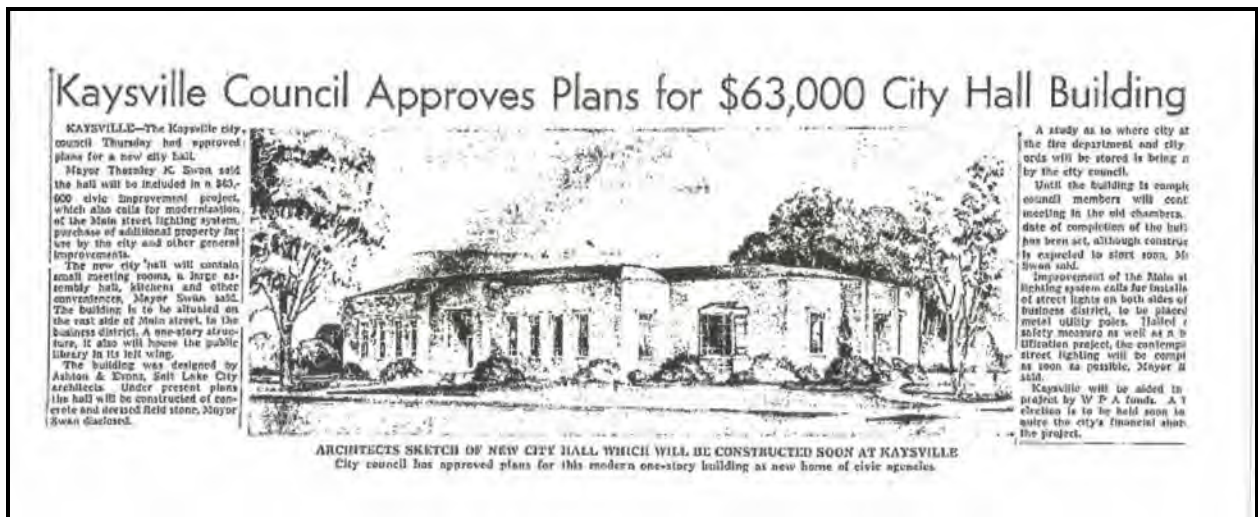 Kaysville Council Approves Plans for $63,000 City Hall Building
KAYSVILLE—The Kaysville city
council Thursday had approved
plans for a new city hall.
Mayor Thornley K. Swan said
the hall will be included in a $63,-
000 civic improvement project,
which also calls for modernization
of the Main street lighting system,
purchase of additional property for
use by the city and other general
improvements.
The new city hall will contain
small meeting rooms, a large as-
sembly hall, kitchens and other
conveniences, Mayor Swan said.
The building is to be situated on
the east side of Main street, in the
business district. A one-story struc-
ture, it also will house the public
library in its left wing.
The building was designed by
Ashton & Evans, Salt Lake City
architects. Under present plans
the hall will be constructed of con-
crete and dressed field stone, Mayor
Swan disclosed.
ARCHITECTS SKETCH OF NEW CITY HALL WHICH WILL BE CONSTRUCTED SOON AT KAYSVILLE
City council has approved plans for this modern one-story building as new home of civic agencies.
A study as to where city
the fire department and city
ords will be stored is being
by the city council.
Until the building is
council members will
meeting in the old chambers.
date of completion of the
has been set, although
is expected to start soon,
Swan said.
Improvement of the Main
lighting system calls for
of street lights on both sides of
business district, to be placed
metal utility poles. Hailed
safety measure as well as a
tification project, the
street lighting will be
as soon as possible, Mayor
said.
Kaysville will be aided in
project by W P A funds. A
election is to be held soon
quire the city's financial
the project.